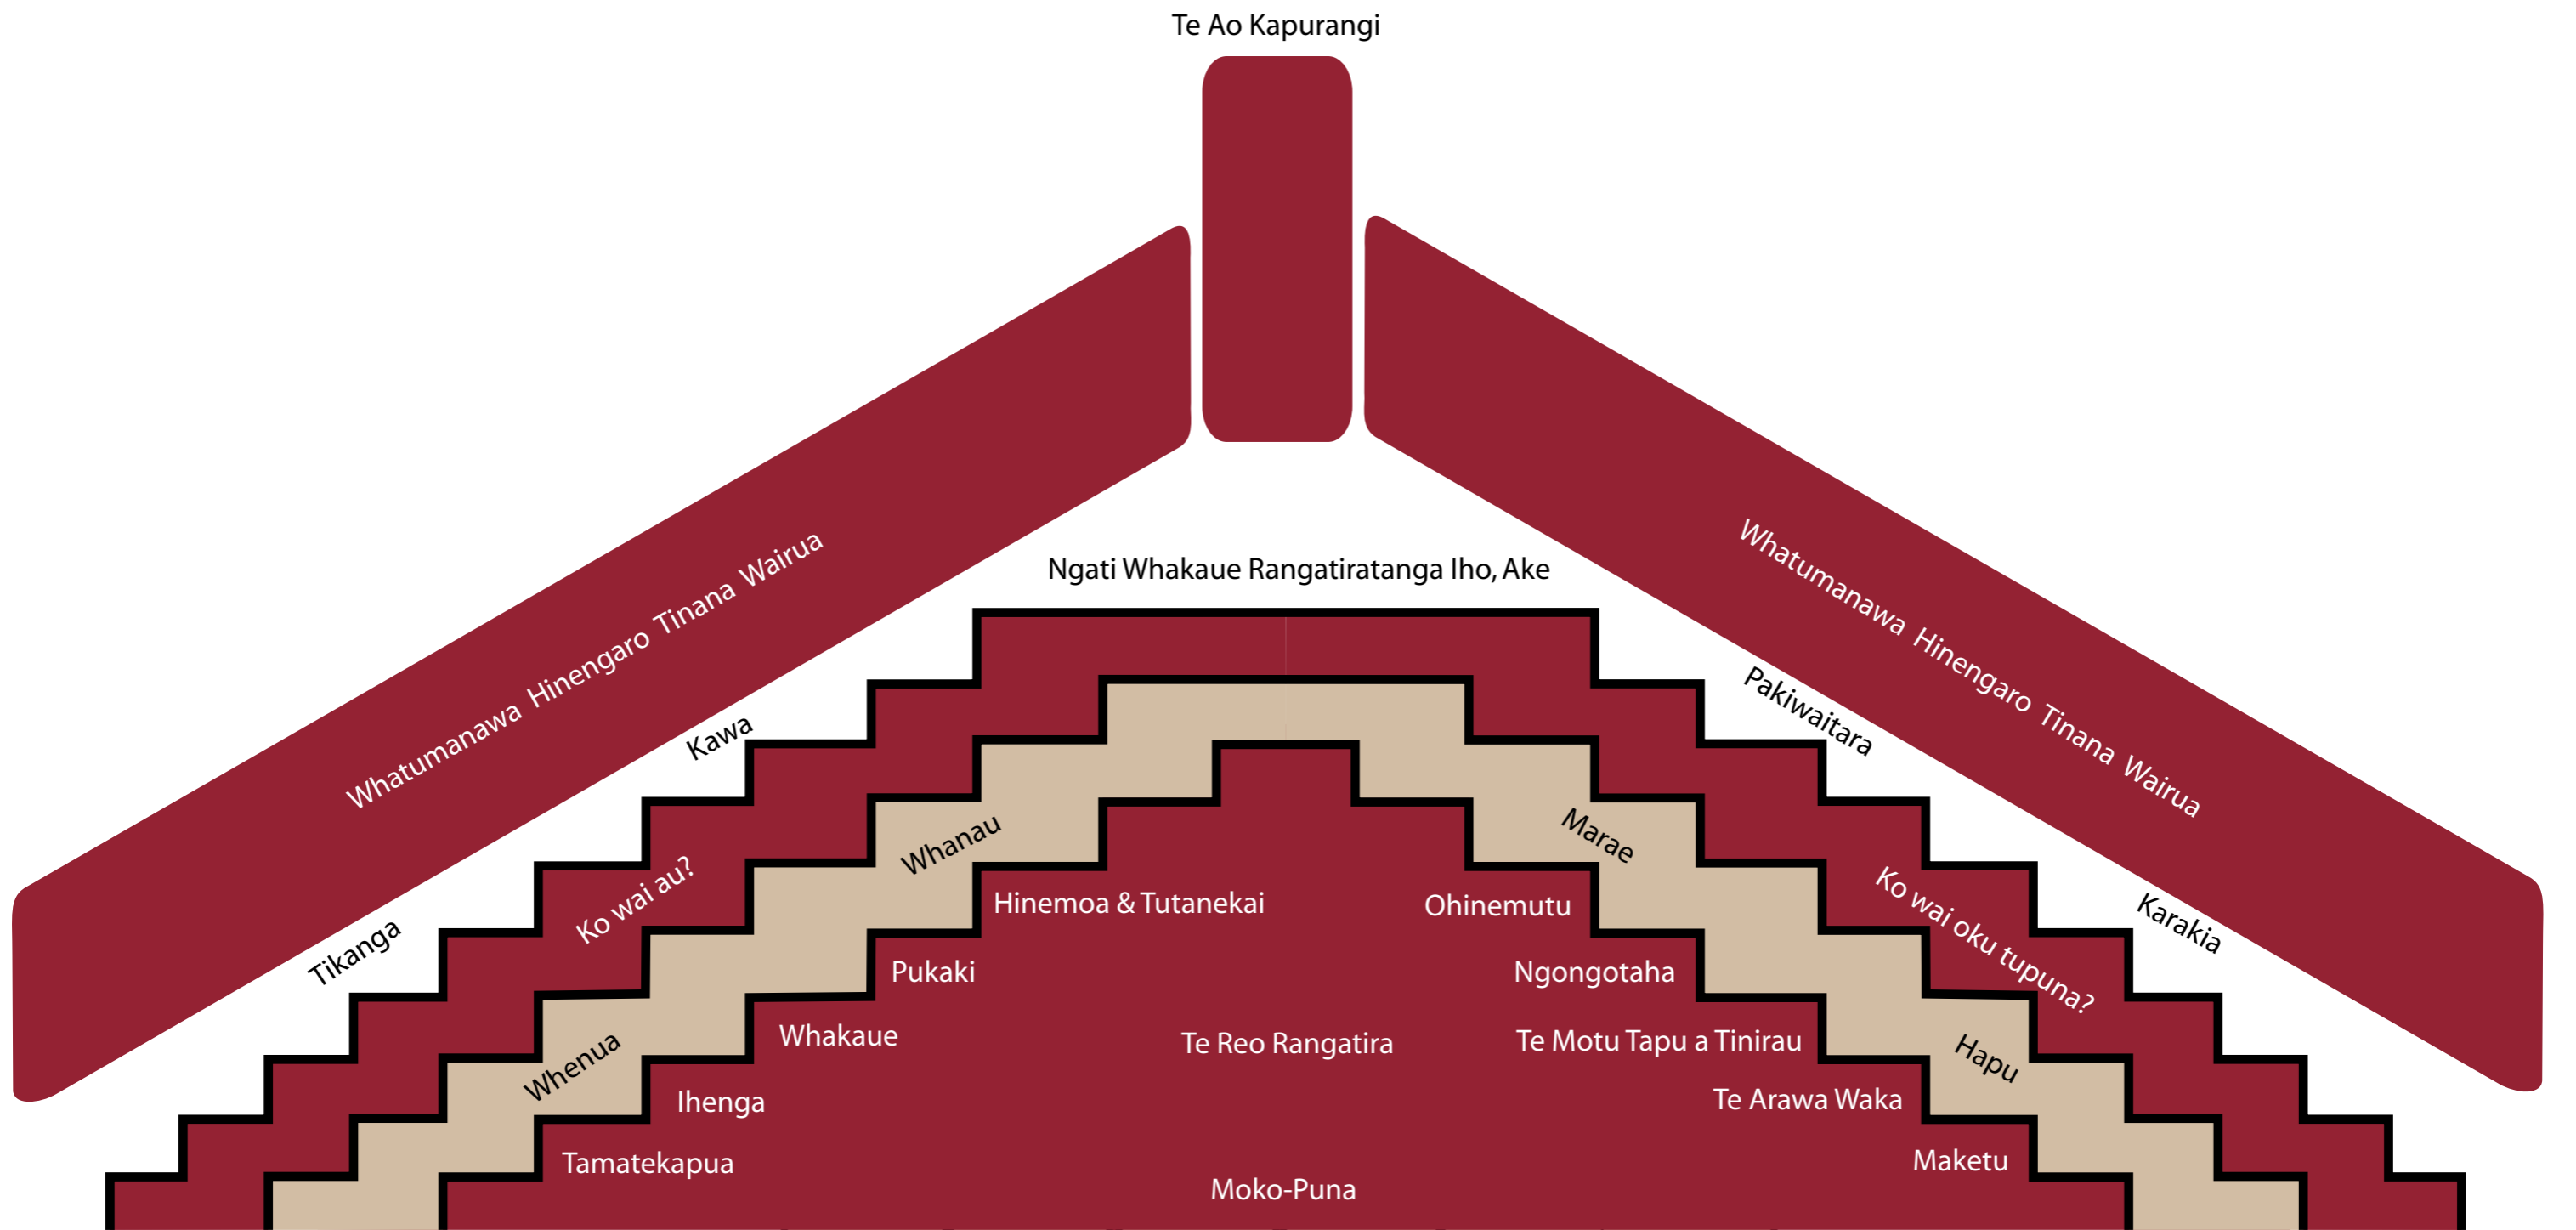 Te Ao Kapurangi
Whatumanawa Hinengaro Tinana Wairua
Whatumanawa Hinengaro Tinana Wairua
Ngati Whakaue Rangatiratanga Iho, Ake
Kawa
Pakiwaitara
Tikanga
Karakia
Ko wai au?
Ko wai oku tupuna?
Whanau
Marae
Whenua
Hapu
Hinemoa & Tutanekai
Ohinemutu
Pukaki
Ngongotaha
Whakaue
Te Reo Rangatira
Te Motu Tapu a Tinirau
Ihenga
Te Arawa Waka
Tamatekapua
Maketu
Moko-Puna